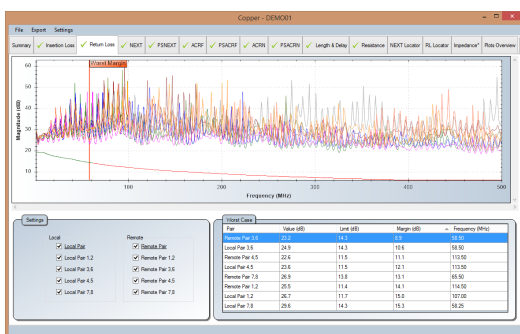 Copper - DEMO01
File Export Settings
Summary Insertion Loss Return Loss NEXT PSNEXT ACRF PSACRF ACRN PSACRN Length & Delay Resistance NEXT Locator RL Locator Impedance* Plots Overview
Worst Margin
60
50
40
30
20
10
Magnitude (dB)
100 200 300 400 500
Frequency (MHz)
Settings
Local Remote
Local Pair Remote Pair
Local Pair 1,2 Remote Pair 1,2
Local Pair 3,6 Remote Pair 3,6
Local Pair 4,5 Remote Pair 4,5
Local Pair 7,8 Remote Pair 7,8
Worst Case
Pair Value (dB) Limit (dB) Margin (dB) Frequency (MHz)
Remote Pair 3,6 23.2 14.3 8.9 58.50
Local Pair 3,6 24.9 14.3 10.6 58.50
Remote Pair 4,5 22.6 11.5 11.1 113.50
Local Pair 4,5 23.6 11.5 12.1 113.50
Remote Pair 7,8 26.9 13.8 13.1 65.50
Remote Pair 1,2 25.5 11.4 14.1 114.50
Local Pair 1,2 26.7 11.7 15.0 107.00
Local Pair 7,8 29.6 14.3 15.3 58.25